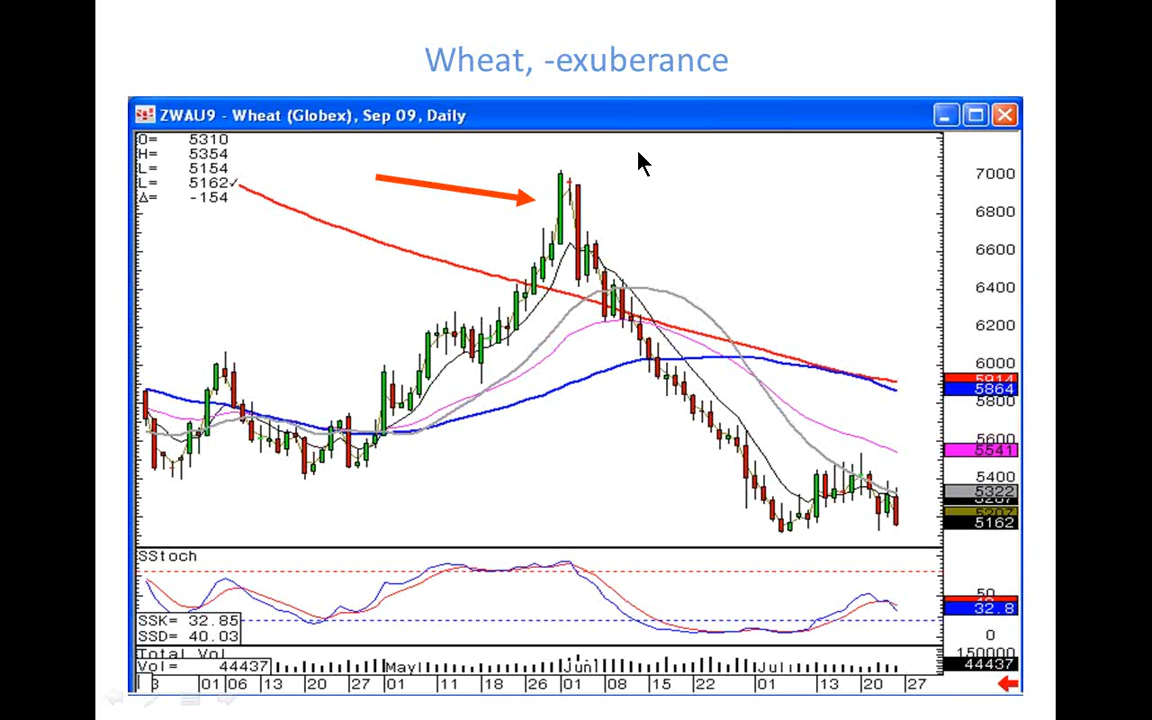 Wheat, -exuberance
ZWAU9 - Wheat (Globex), Sep 09, Daily
O= 5310
H= 5354
L= 5154
L= 5162✓
Δ= -154
7000
6800
6600
6400
6200
6000
5914
5864
5800
5600
5541
5400
5322
5207
5162
SStoch
50
32.8
SSK= 32.85
SSD= 40.03
0
Total Vol
150000
Vol= 44437
May
Jun
Jul
44437
01 06 13 20 27 01 11 18 26 01 08 15 22 01 13 20 27